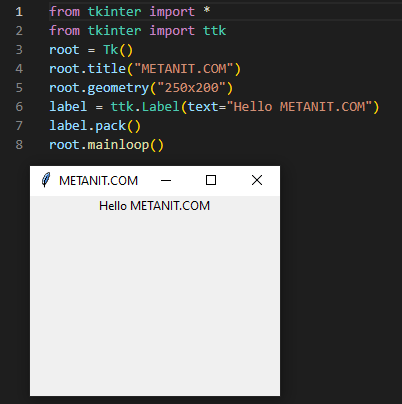 1 from tkinter import *
2 from tkinter import ttk
3 root = Tk()
4 root.title("METANIT.COM")
5 root.geometry("250x200")
6 label = ttk.Label(text="Hello METANIT.COM")
7 label.pack()
8 root.mainloop()
METANIT.COM
Hello METANIT.COM